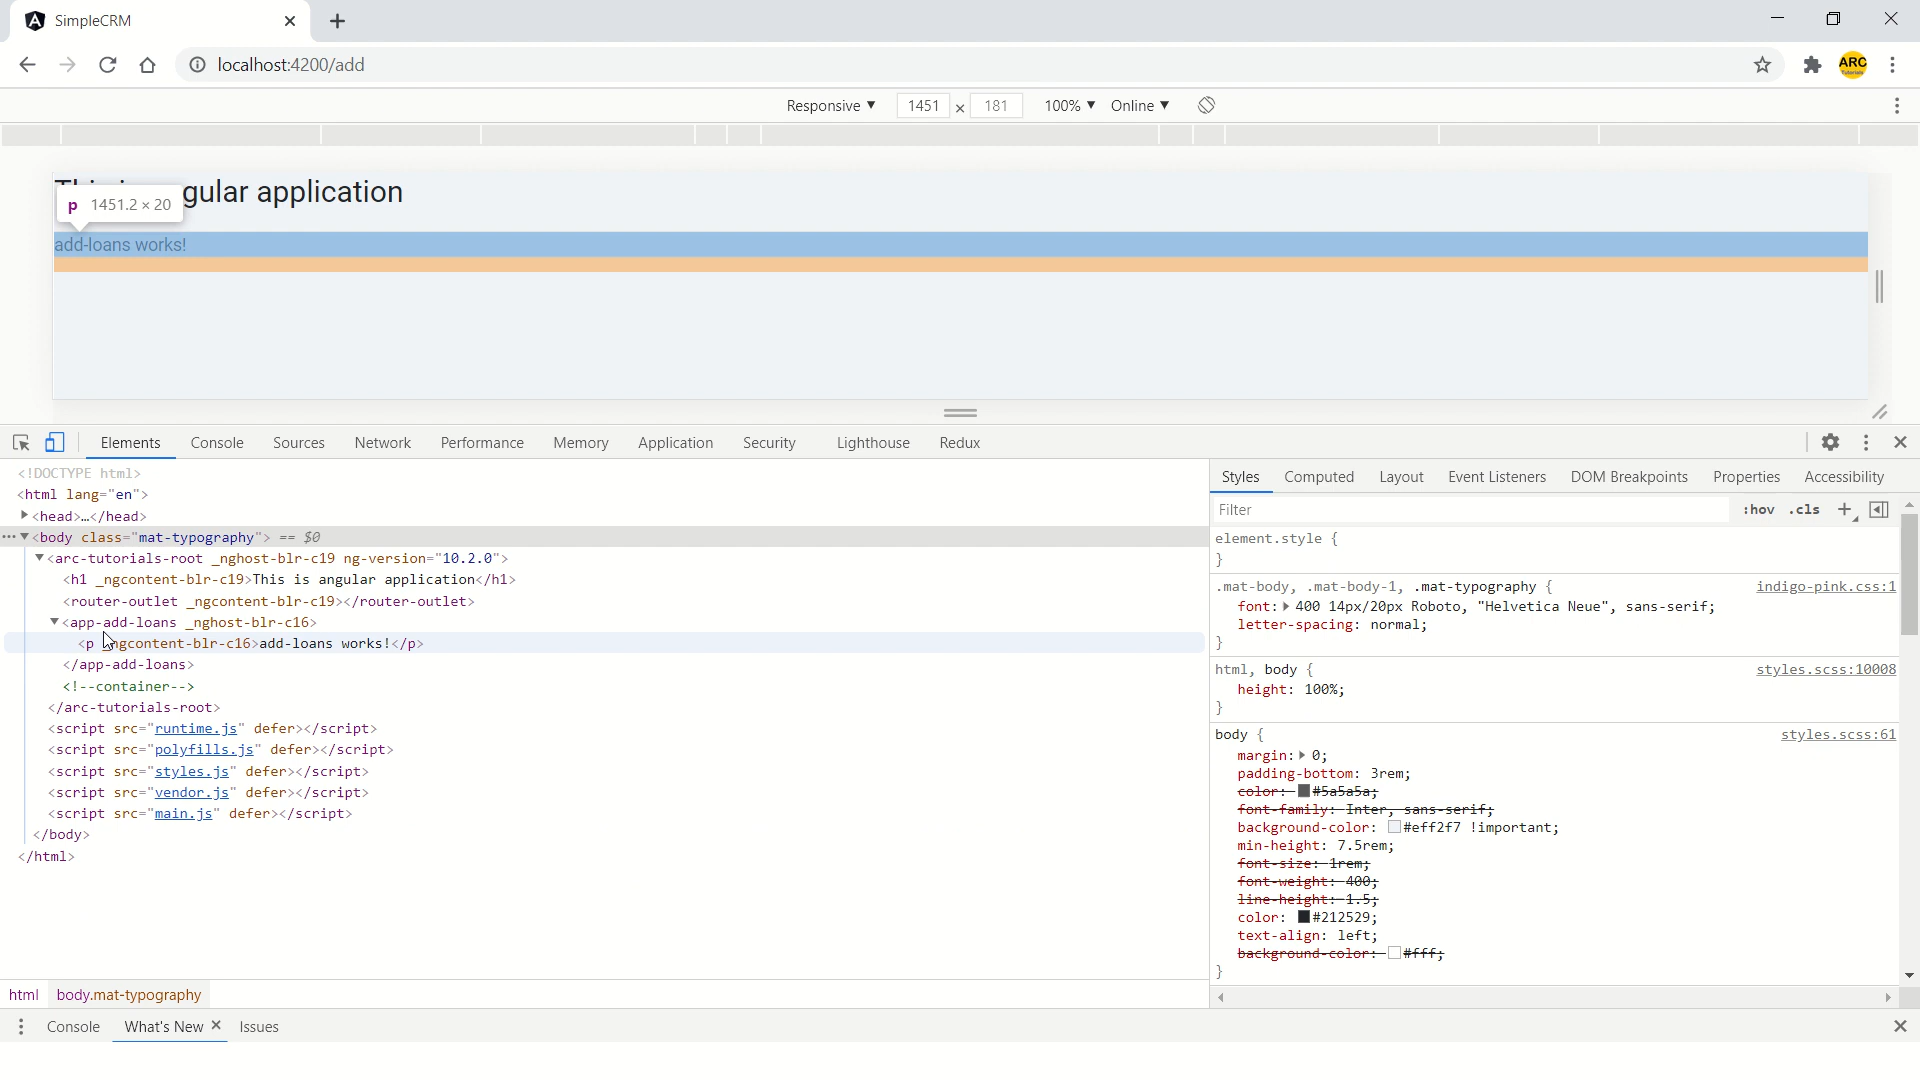 SimpleCRM
localhost:4200/add
ARC
Tutorials
Responsive ▼ 1451 × 181 100% ▼ Online ▼
gular application
p 1451.2 × 20
add-loans works!
Elements Console Sources Network Performance Memory Application Security Lighthouse Redux
<!DOCTYPE html>
<html lang="en">
<head>…</head>
<body class="mat-typography"> == $0
<arc-tutorials-root _nghost-blr-c19 ng-version="10.2.0">
<h1 _ngcontent-blr-c19>This is angular application</h1>
<router-outlet _ngcontent-blr-c19></router-outlet>
<app-add-loans _nghost-blr-c16>
<p _ngcontent-blr-c16>add-loans works!</p>
</app-add-loans>
<!--container-->
</arc-tutorials-root>
<script src="runtime.js" defer></script>
<script src="polyfills.js" defer></script>
<script src="styles.js" defer></script>
<script src="vendor.js" defer></script>
<script src="main.js" defer></script>
</body>
</html>
html body.mat-typography
Styles Computed Layout Event Listeners DOM Breakpoints Properties Accessibility
Filter :hov .cls +
element.style {
}
.mat-body, .mat-body-1, .mat-typography { indigo-pink.css:1
font: 400 14px/20px Roboto, "Helvetica Neue", sans-serif;
letter-spacing: normal;
}
html, body { styles.scss:10008
height: 100%;
}
body { styles.scss:61
margin: 0;
padding-bottom: 3rem;
color: #5a5a5a;
font-family: Inter, sans-serif;
background-color: #eff2f7 !important;
min-height: 7.5rem;
font-size: 1rem;
font-weight: 400;
line-height: 1.5;
color: #212529;
text-align: left;
background-color: #fff;
}
Console What's New Issues